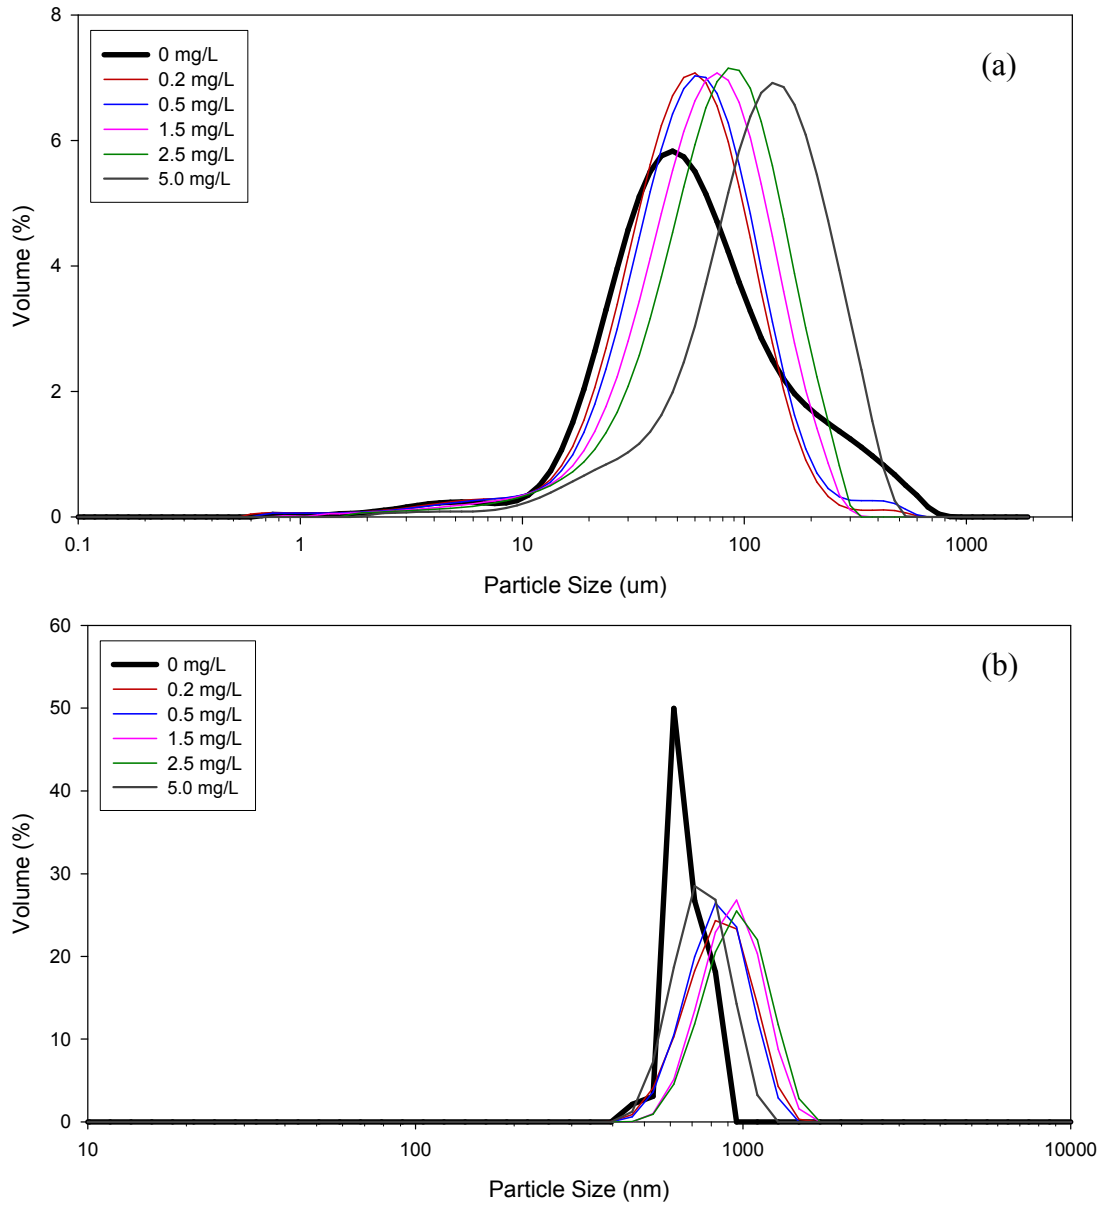 8
6
4
2
0
Volume (%)
0 mg/L
0.2 mg/L
0.5 mg/L
1.5 mg/L
2.5 mg/L
5.0 mg/L
(a)
0.1 1 10 100 1000
Particle Size (um)
60
50
40
30
20
10
0
Volume (%)
0 mg/L
0.2 mg/L
0.5 mg/L
1.5 mg/L
2.5 mg/L
5.0 mg/L
(b)
10 100 1000 10000
Particle Size (nm)